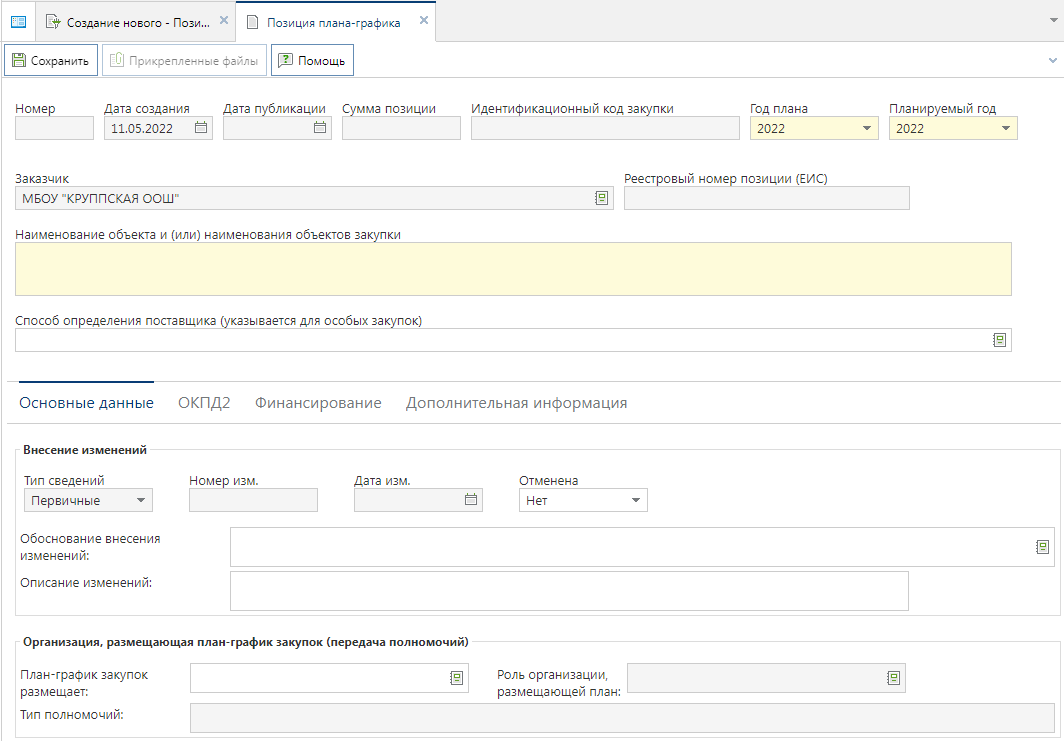 Создание нового - Пози...
Позиция плана-графика
Сохранить
Прикрепленные файлы
Помощь
Номер
Дата создания
Дата публикации
Сумма позиции
Идентификационный код закупки
Год плана
Планируемый год
11.05.2022
2022
2022
Заказчик
Реестровый номер позиции (ЕИС)
МБОУ "КРУППСКАЯ ООШ"
Наименование объекта и (или) наименования объектов закупки
Способ определения поставщика (указывается для особых закупок)
Основные данные
ОКПД2
Финансирование
Дополнительная информация
Внесение изменений
Тип сведений
Номер изм.
Дата изм.
Отменена
Первичные
Нет
Обоснование внесения
изменений:
Описание изменений:
Организация, размещающая план-график закупок (передача полномочий)
План-график закупок
размещает:
Роль организации,
размещающей план:
Тип полномочий: